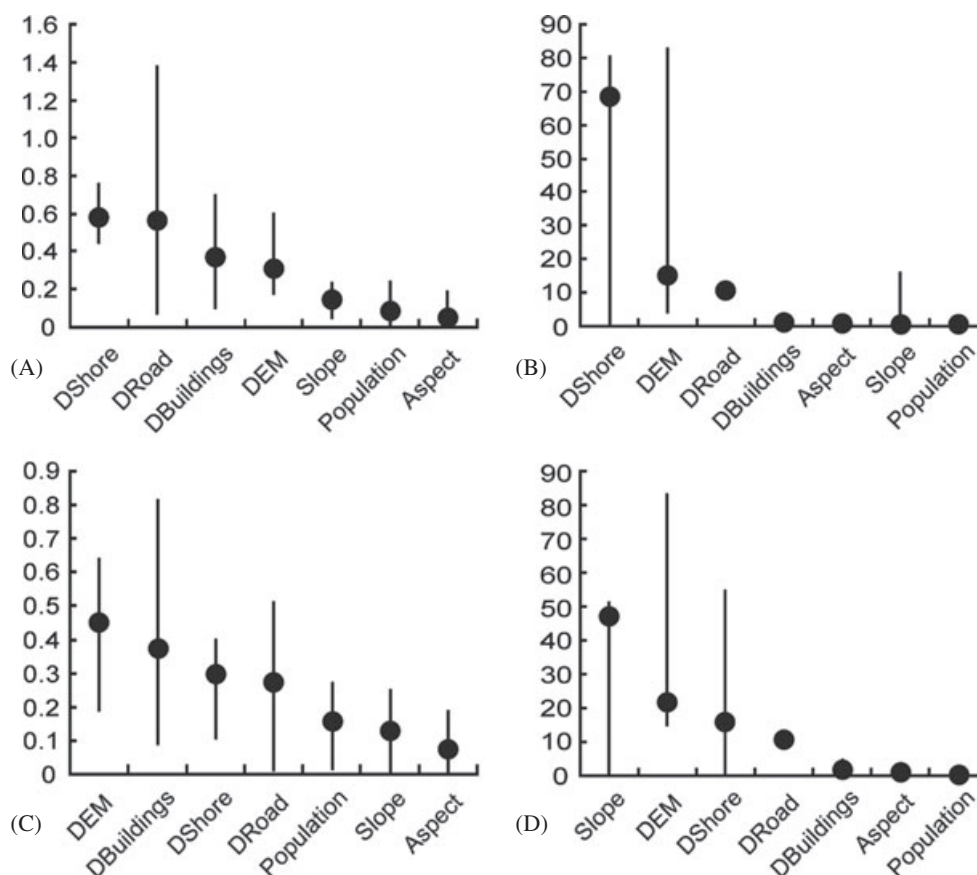 1.6
1.4
1.2
1.0
0.8
0.6
0.4
0.2
0
(A)
DShore
DRoad
DBuildings
DEM
Slope
Population
Aspect
90
80
70
60
50
40
30
20
10
0
(B)
DShore
DEM
DRoad
DBuildings
Aspect
Slope
Population
0.9
0.8
0.7
0.6
0.5
0.4
0.3
0.2
0.1
0
(C)
DEM
DBuildings
DShore
DRoad
Population
Slope
Aspect
90
80
70
60
50
40
30
20
10
0
(D)
Slope
DEM
DShore
DRoad
DBuildings
Aspect
Population